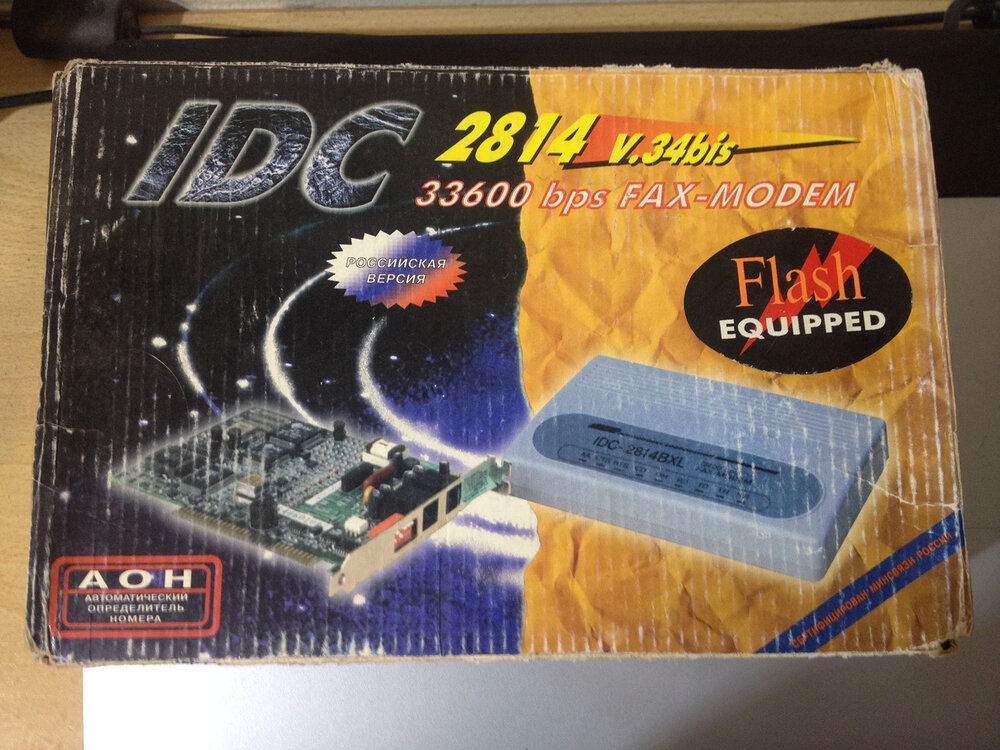 IDC
2814 v.34bis
33600 bps FAX-MODEM
РОССИЙСКАЯ
ВЕРСИЯ
Flash
EQUIPPED
IDC-2814BXL
АОН
АВТОМАТИЧЕСКИЙ
ОПРЕДЕЛИТЕЛЬ
НОМЕРА
СЕРТИФИЦИРОВАН МИНСВЯЗИ РОССИИ